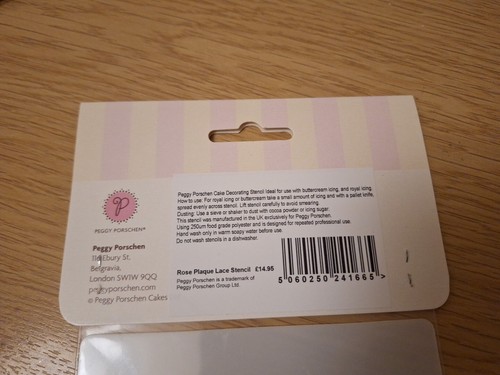 Peggy Porschen Cake Decorating Stencil Ideal for use with buttercream icing, and royal icing.
How to use: For royal icing or buttercream take a small amount of icing and with a pallet knife,
spread evenly across stencil. Lift stencil carefully to avoid smearing.
Dusting: Use a sieve or shaker to dust with cocoa powder or icing sugar.
This stencil was manufactured in the UK exclusively for Peggy Porschen.
Using 250um food grade polyester and is designed for repeated professional use.
Hand wash only in warm soapy water before use.
Do not wash stencils in a dishwasher.
Rose Plaque Lace Stencil £14.95
Peggy Porschen is a trademark of
Peggy Porschen Group Ltd.
5 060250 241665 >
P
PEGGY PORSCHEN®
Peggy Porschen
116 Ebury St.
Belgravia,
London SW1W 9QQ
peggyporschen.com
© Peggy Porschen Cakes